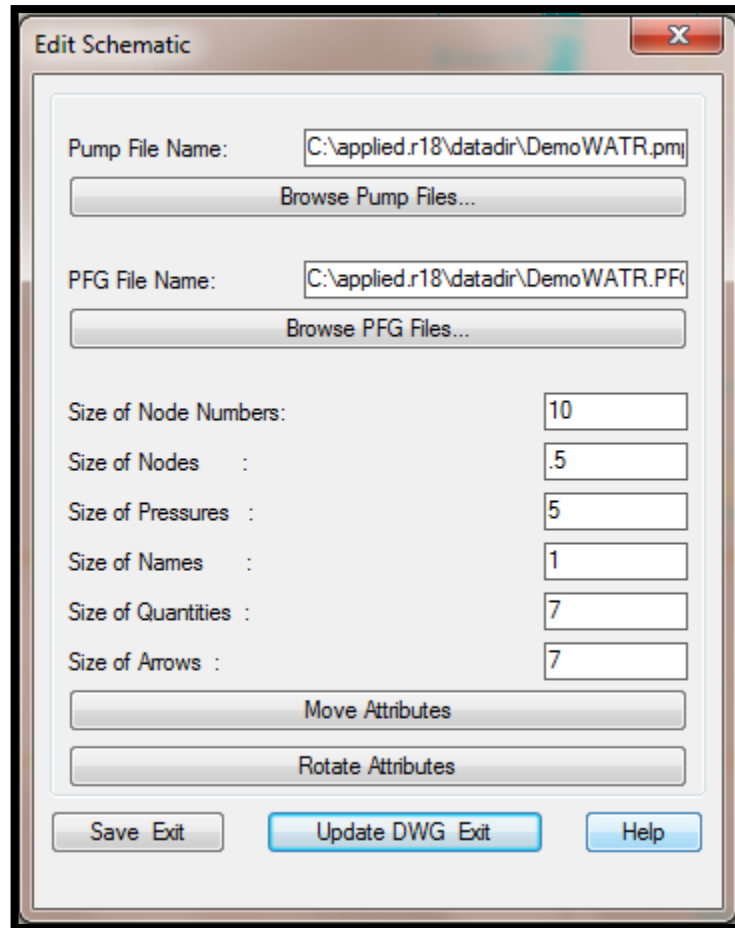 Edit Schematic
Pump File Name: C:\applied.r18\datadir\DemoWATR.pmp
Browse Pump Files...
PFG File Name: C:\applied.r18\datadir\DemoWATR.PFG
Browse PFG Files...
Size of Node Numbers: 10
Size of Nodes : .5
Size of Pressures : 5
Size of Names : 1
Size of Quantities : 7
Size of Arrows : 7
Move Attributes
Rotate Attributes
Save Exit Update DWG Exit Help